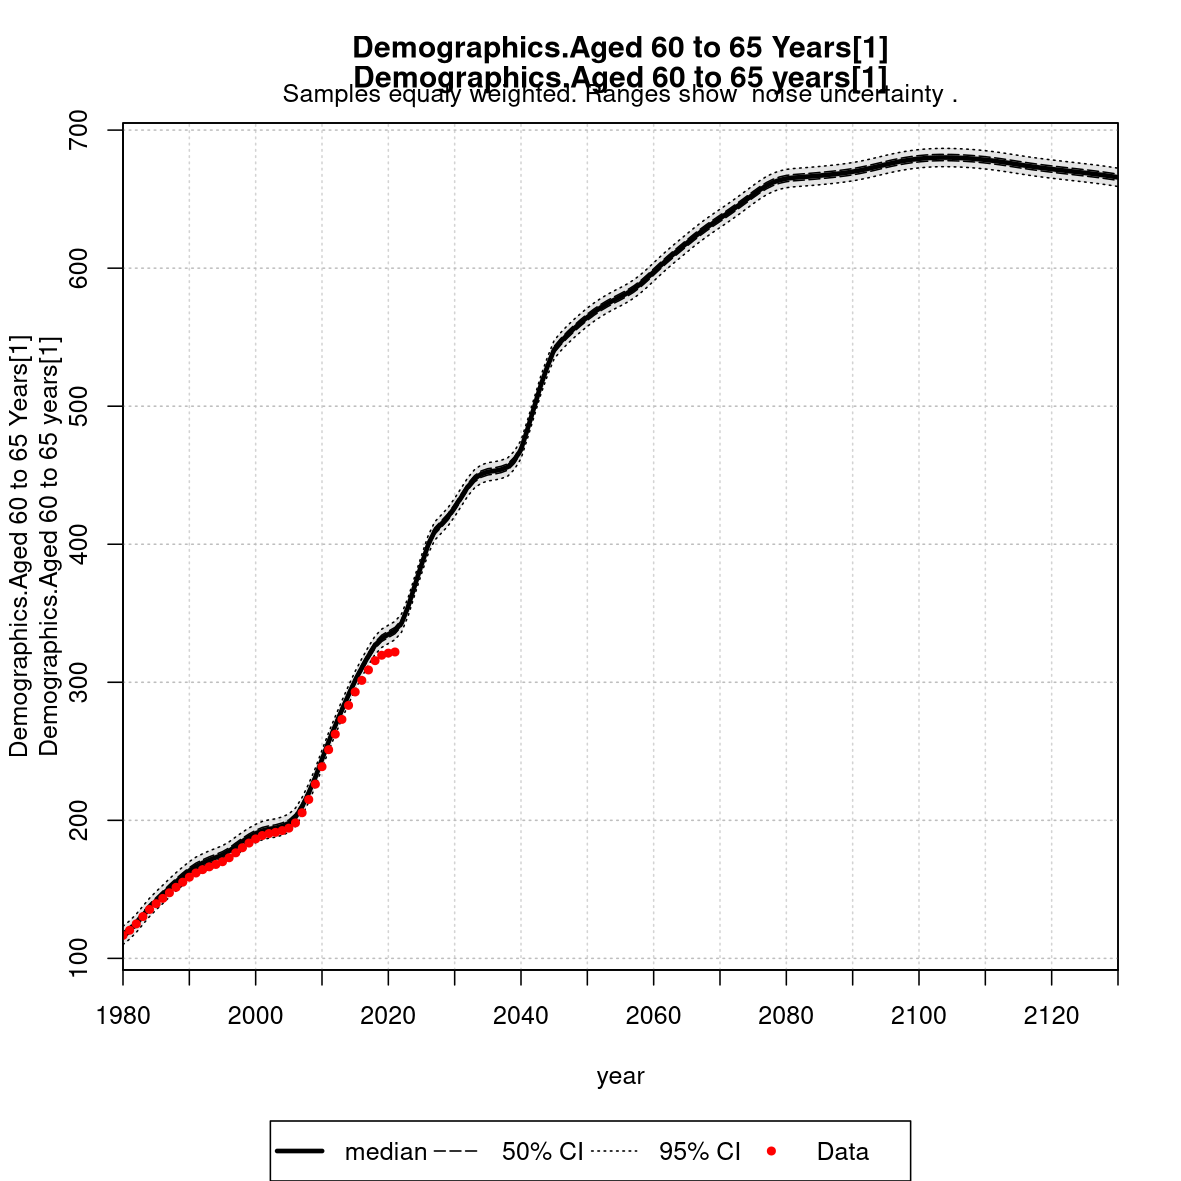 Demographics.Aged 60 to 65 Years[1]
Demographics.Aged 60 to 65 years[1]
Samples equaly weighted. Ranges show  noise uncertainty .
Demographics.Aged 60 to 65 Years[1]
Demographics.Aged 60 to 65 years[1]
700
600
500
400
300
200
100
1980 2000 2020 2040 2060 2080 2100 2120
year
median 50% CI 95% CI Data